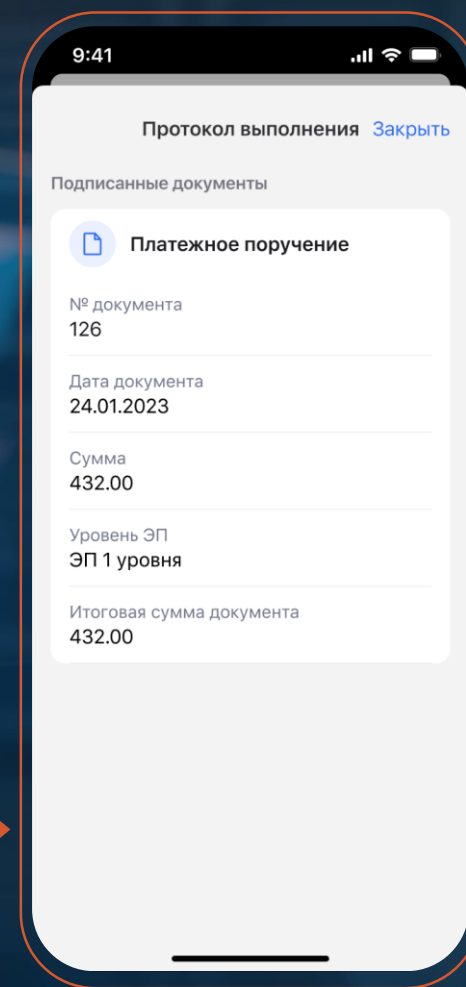 9:41
Протокол выполнения Закрыть
Подписанные документы
Платежное поручение
№ документа
126
Дата документа
24.01.2023
Сумма
432.00
Уровень ЭП
ЭП 1 уровня
Итоговая сумма документа
432.00